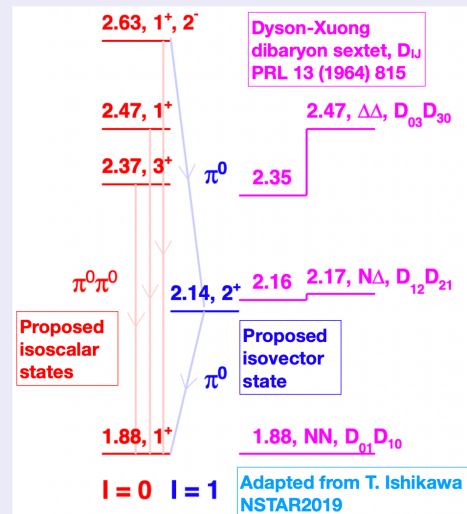 2.63, 1⁺, 2⁻
Dyson-Xuong
dibaryon sextet, D_IJ
PRL 13 (1964) 815
2.47, 1⁺
2.47, ΔΔ, D₀₃D₃₀
2.37, 3⁺
π⁰
2.35
π⁰π⁰
2.14, 2⁺
2.16
2.17, NΔ, D₁₂D₂₁
Proposed
isoscalar
states
Proposed
isovector
state
π⁰
1.88, 1⁺
1.88, NN, D₀₁D₁₀
I = 0
I = 1
Adapted from T. Ishikawa
NSTAR2019